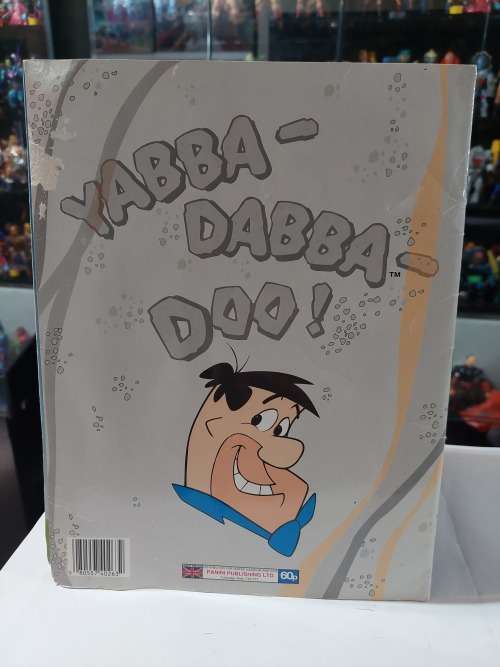 YABBA-
DABBA-
™
DOO!
PANINI PUBLISHING LTD
60p